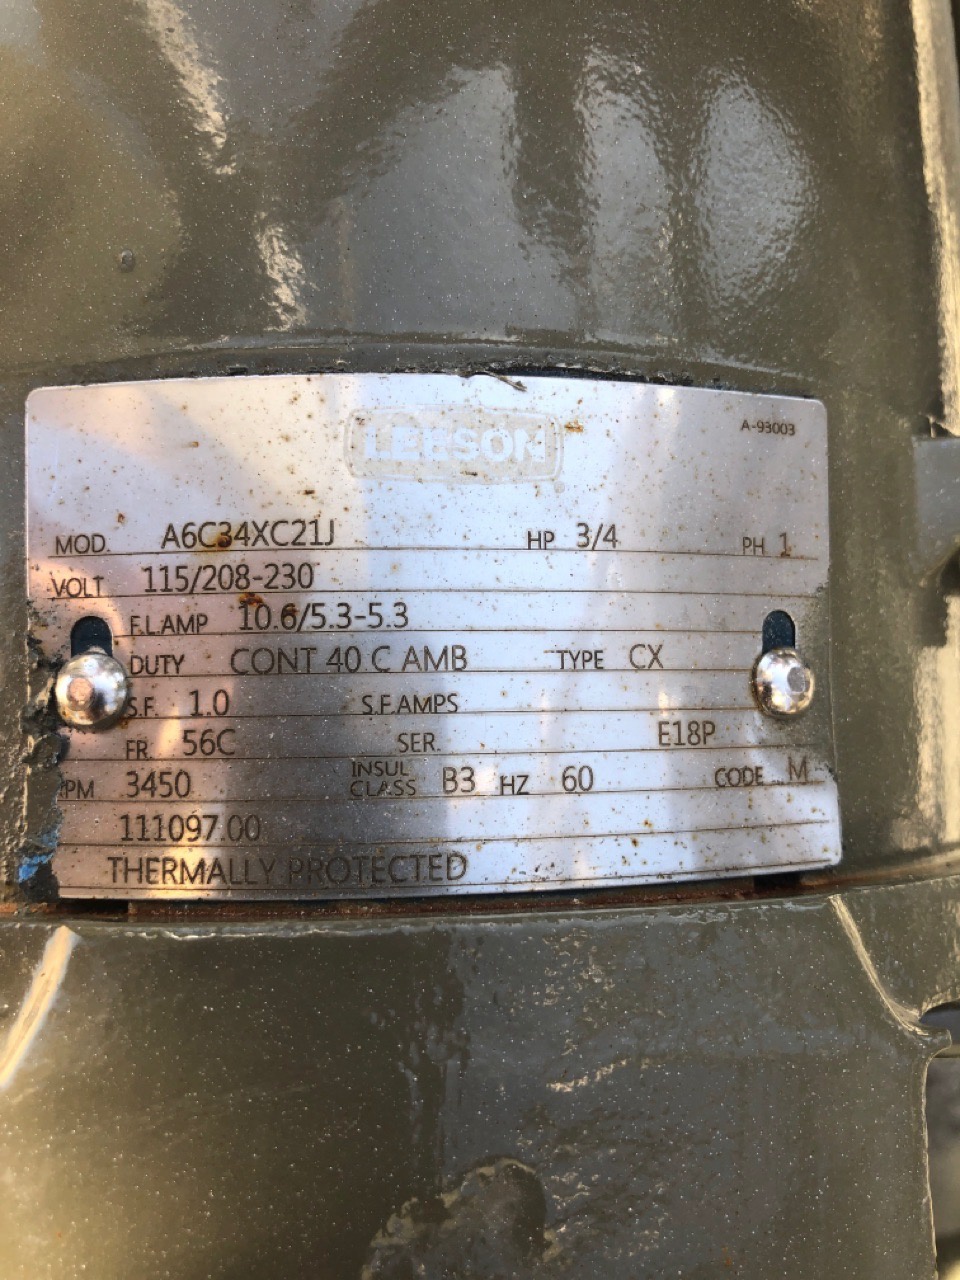 LEESON
A-93003
MOD. A6C34XC21J HP 3/4 PH 1
VOLT 115/208-230
F.L.AMP 10.6/5.3-5.3
DUTY CONT 40 C AMB TYPE CX
S.F. 1.0 S.F.AMPS
FR. 56C SER. E18P
RPM 3450 INSUL CLASS B3 HZ 60 CODE M
111097.00
THERMALLY PROTECTED